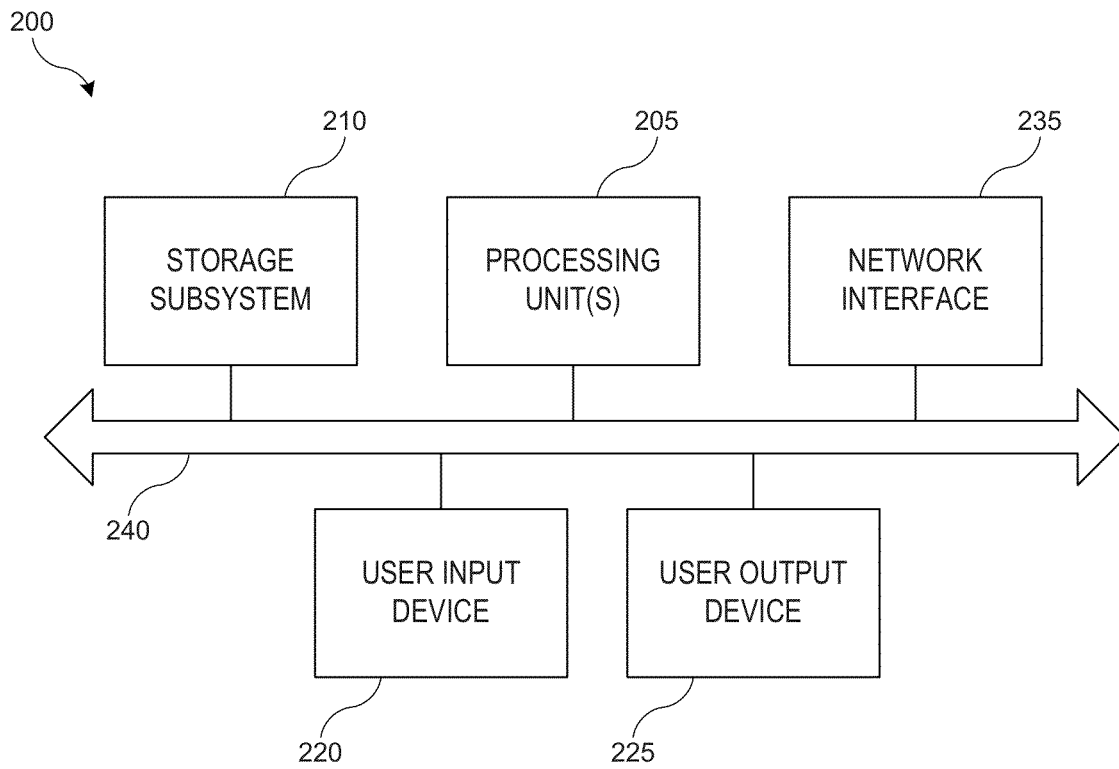 200
210
205
235
STORAGE
SUBSYSTEM
PROCESSING
UNIT(S)
NETWORK
INTERFACE
240
USER INPUT
DEVICE
USER OUTPUT
DEVICE
220
225